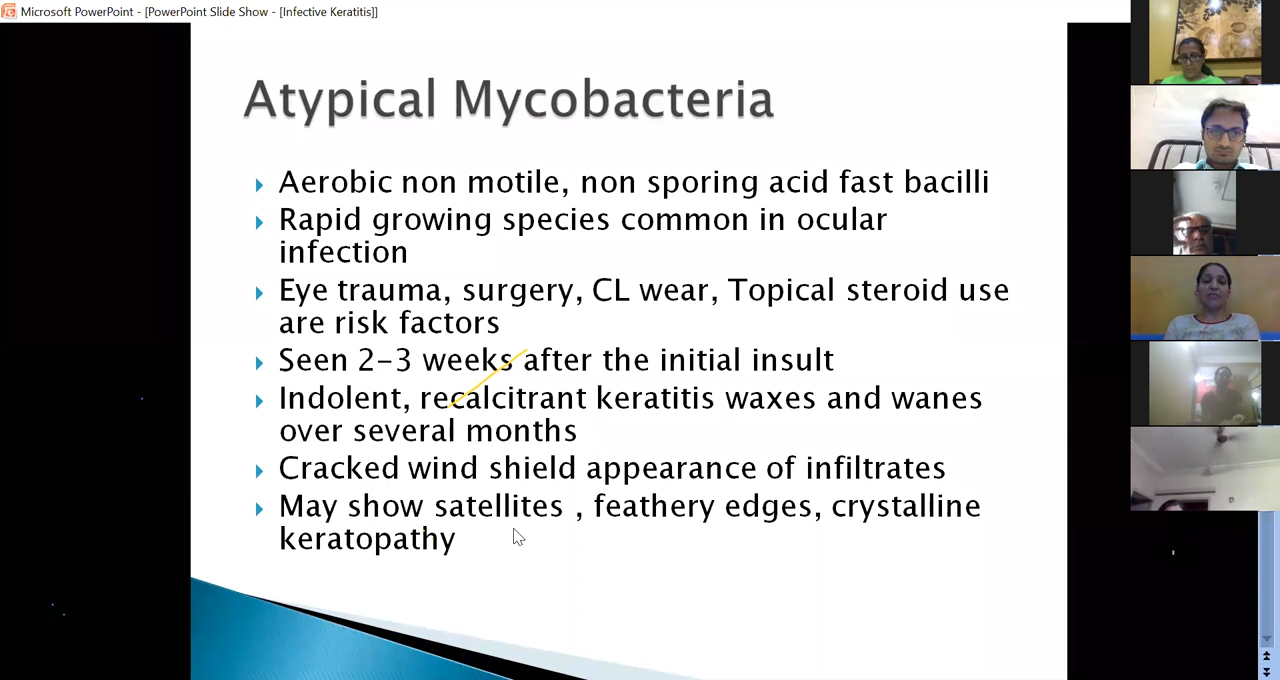 Microsoft PowerPoint - [PowerPoint Slide Show - [Infective Keratitis]]
Atypical Mycobacteria
Aerobic non motile, non sporing acid fast bacilli
Rapid growing species common in ocular
infection
Eye trauma, surgery, CL wear, Topical steroid use
are risk factors
Seen 2-3 weeks after the initial insult
Indolent, recalcitrant keratitis waxes and wanes
over several months
Cracked wind shield appearance of infiltrates
May show satellites , feathery edges, crystalline
keratopathy